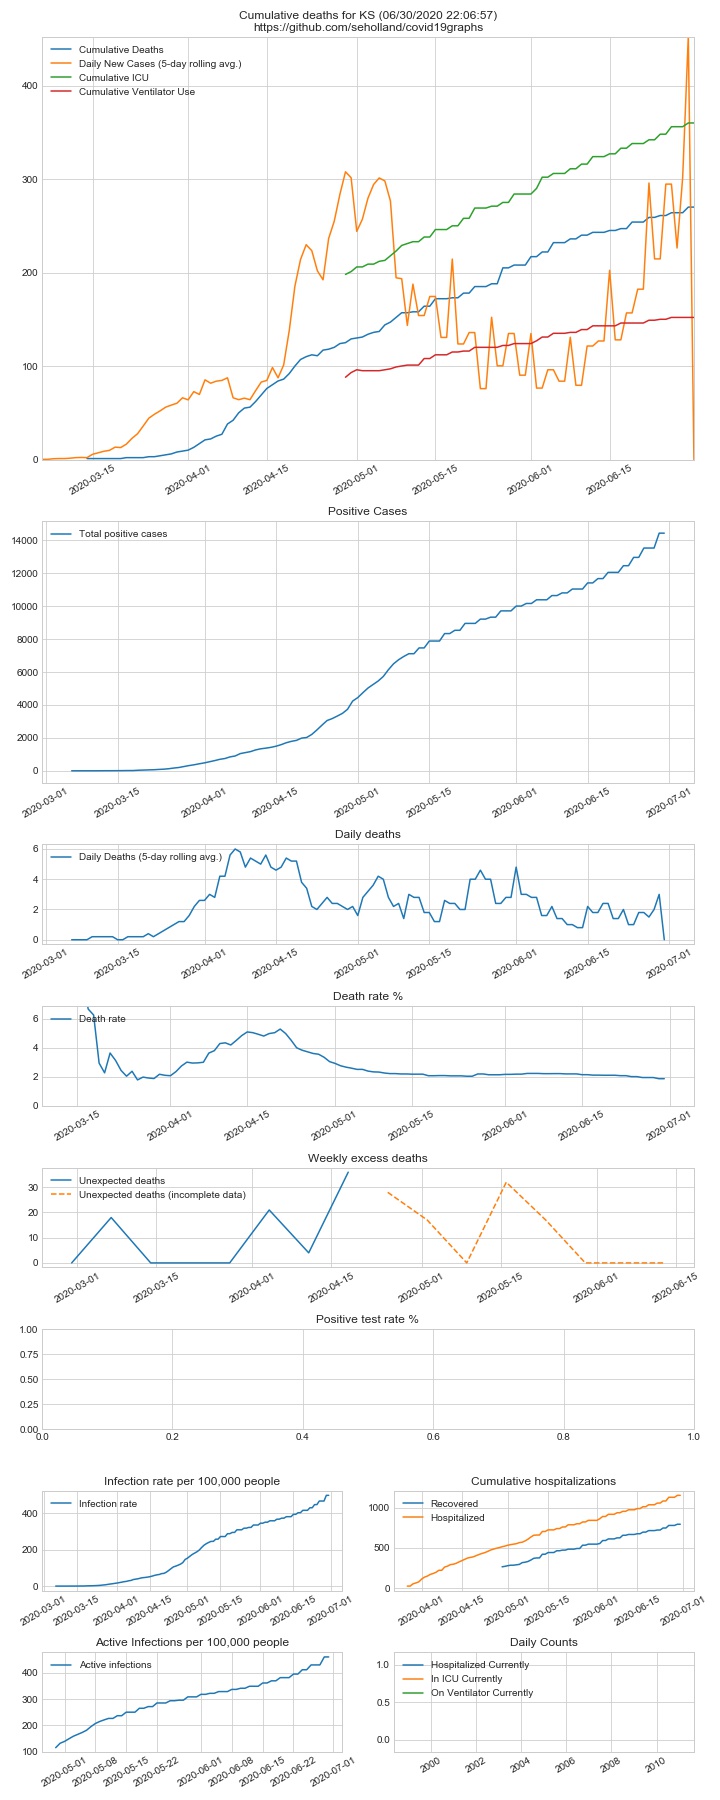 Cumulative deaths for KS (06/30/2020 22:06:57)
https://github.com/seholland/covid19graphs
Cumulative Deaths
Daily New Cases (5-day rolling avg.)
Cumulative ICU
Cumulative Ventilator Use
400
300
200
100
0
2020-03-15 2020-04-01 2020-04-15 2020-05-01 2020-05-15 2020-06-01 2020-06-15
Positive Cases
Total positive cases
14000
12000
10000
8000
6000
4000
2000
0
2020-03-01 2020-03-15 2020-04-01 2020-04-15 2020-05-01 2020-05-15 2020-06-01 2020-06-15 2020-07-01
Daily deaths
Daily Deaths (5-day rolling avg.)
6
4
2
0
2020-03-01 2020-03-15 2020-04-01 2020-04-15 2020-05-01 2020-05-15 2020-06-01 2020-06-15 2020-07-01
Death rate %
Death rate
6
4
2
0
2020-03-15 2020-04-01 2020-04-15 2020-05-01 2020-05-15 2020-06-01 2020-06-15 2020-07-01
Weekly excess deaths
Unexpected deaths
Unexpected deaths (incomplete data)
30
20
10
0
2020-03-01 2020-03-15 2020-04-01 2020-04-15 2020-05-01 2020-05-15 2020-06-01 2020-06-15
Positive test rate %
1.00
0.75
0.50
0.25
0.00
0.0 0.2 0.4 0.6 0.8 1.0
Infection rate per 100,000 people
Infection rate
400
200
0
2020-03-01 2020-03-15 2020-04-01 2020-04-15 2020-05-01 2020-05-15 2020-06-01 2020-06-15 2020-07-01
Cumulative hospitalizations
Recovered
Hospitalized
1000
500
0
2020-04-01 2020-04-15 2020-05-01 2020-05-15 2020-06-01 2020-06-15 2020-07-01
Active Infections per 100,000 people
Active infections
400
300
200
100
2020-05-01 2020-05-08 2020-05-15 2020-05-22 2020-06-01 2020-06-08 2020-06-15 2020-06-22 2020-07-01
Daily Counts
Hospitalized Currently
In ICU Currently
On Ventilator Currently
1.0
0.5
0.0
2000 2002 2004 2006 2008 2010